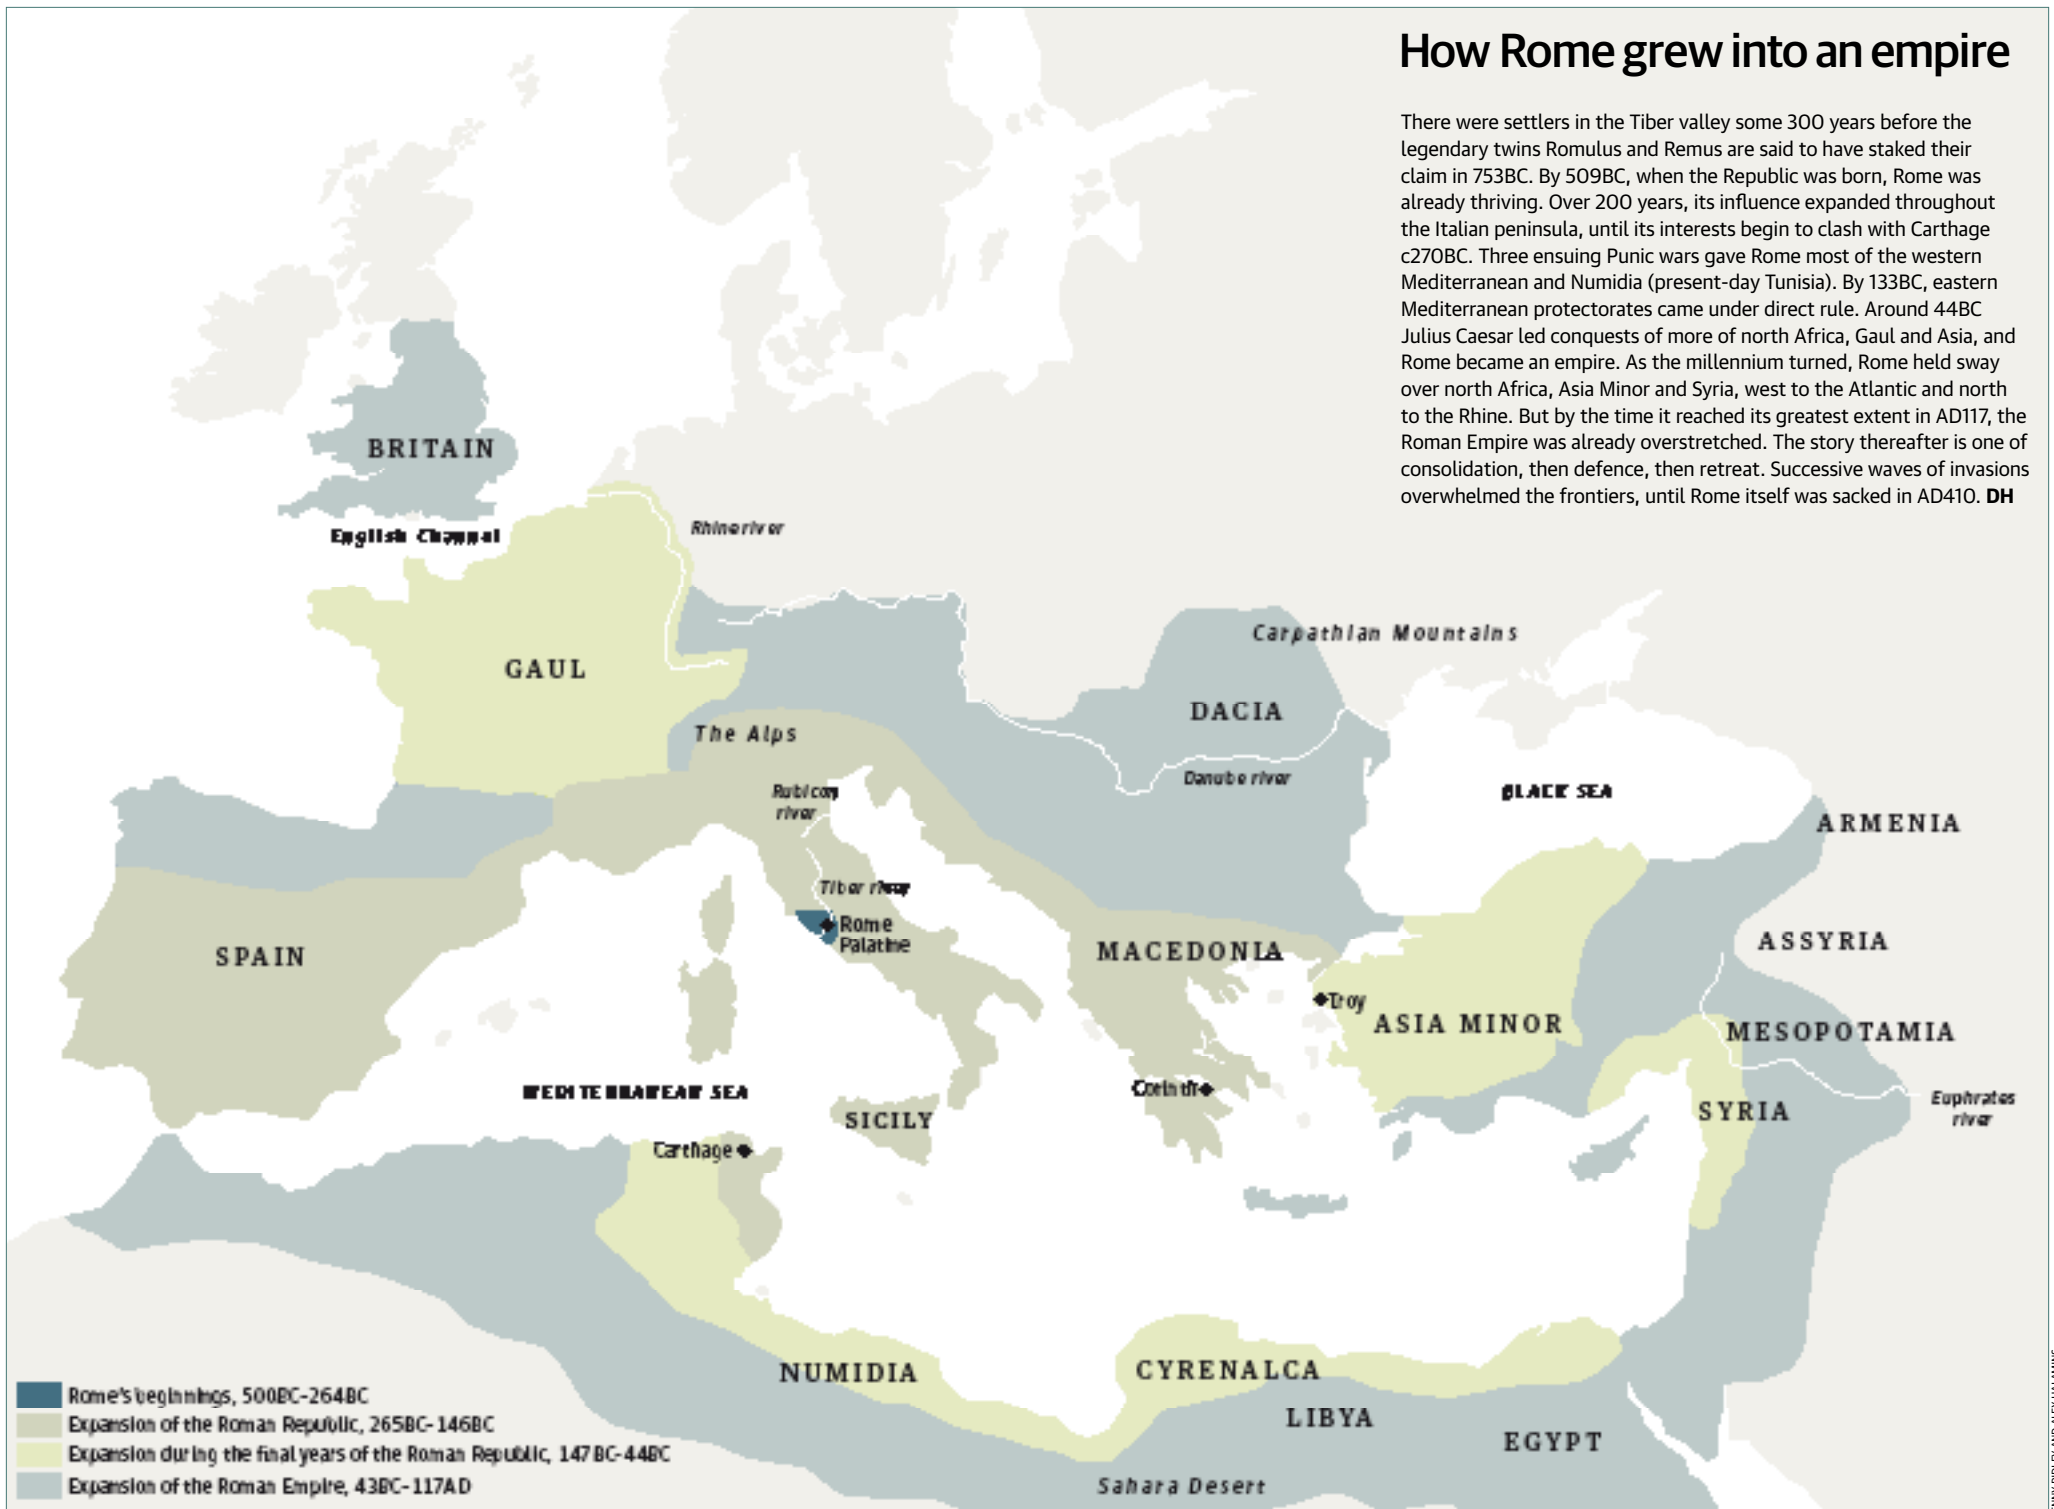 How Rome grew into an empire
There were settlers in the Tiber valley some 300 years before the
legendary twins Romulus and Remus are said to have staked their
claim in 753BC. By 509BC, when the Republic was born, Rome was
already thriving. Over 200 years, its influence expanded throughout
the Italian peninsula, until its interests begin to clash with Carthage
c270BC. Three ensuing Punic wars gave Rome most of the western
Mediterranean and Numidia (present-day Tunisia). By 133BC, eastern
Mediterranean protectorates came under direct rule. Around 44BC
Julius Caesar led conquests of more of north Africa, Gaul and Asia, and
Rome became an empire. As the millennium turned, Rome held sway
over north Africa, Asia Minor and Syria, west to the Atlantic and north
to the Rhine. But by the time it reached its greatest extent in AD117, the
Roman Empire was already overstretched. The story thereafter is one of
consolidation, then defence, then retreat. Successive waves of invasions
overwhelmed the frontiers, until Rome itself was sacked in AD410. DH
BRITAIN
English Channel
Rhine river
Carpathian Mountains
GAUL
DACIA
The Alps
Danube river
Rubicon
river
BLACK SEA
ARMENIA
Tiber river
Rome
Palatine
SPAIN
MACEDONIA
ASSYRIA
Troy
ASIA MINOR
MESOPOTAMIA
MEDITERRANEAN SEA
Corinth
SICILY
SYRIA
Euphrates
river
Carthage
NUMIDIA
CYRENALCA
LIBYA
EGYPT
Sahara Desert
Rome's beginnings, 500BC-264BC
Expansion of the Roman Republic, 265BC-146BC
Expansion during the final years of the Roman Republic, 147BC-44BC
Expansion of the Roman Empire, 43BC-117AD